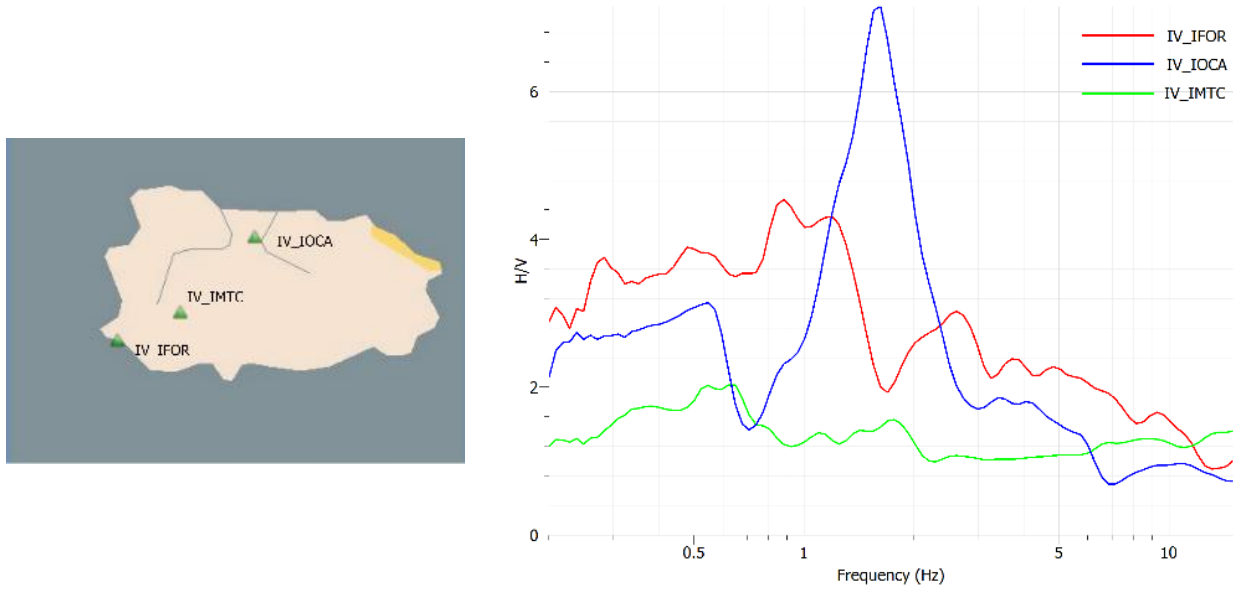 IV_IOCA
IV_IMTC
IV_IFOR
IV_IFOR
IV_IOCA
IV_IMTC
H/V
6
4
2
0
0.5
1
5
10
Frequency (Hz)